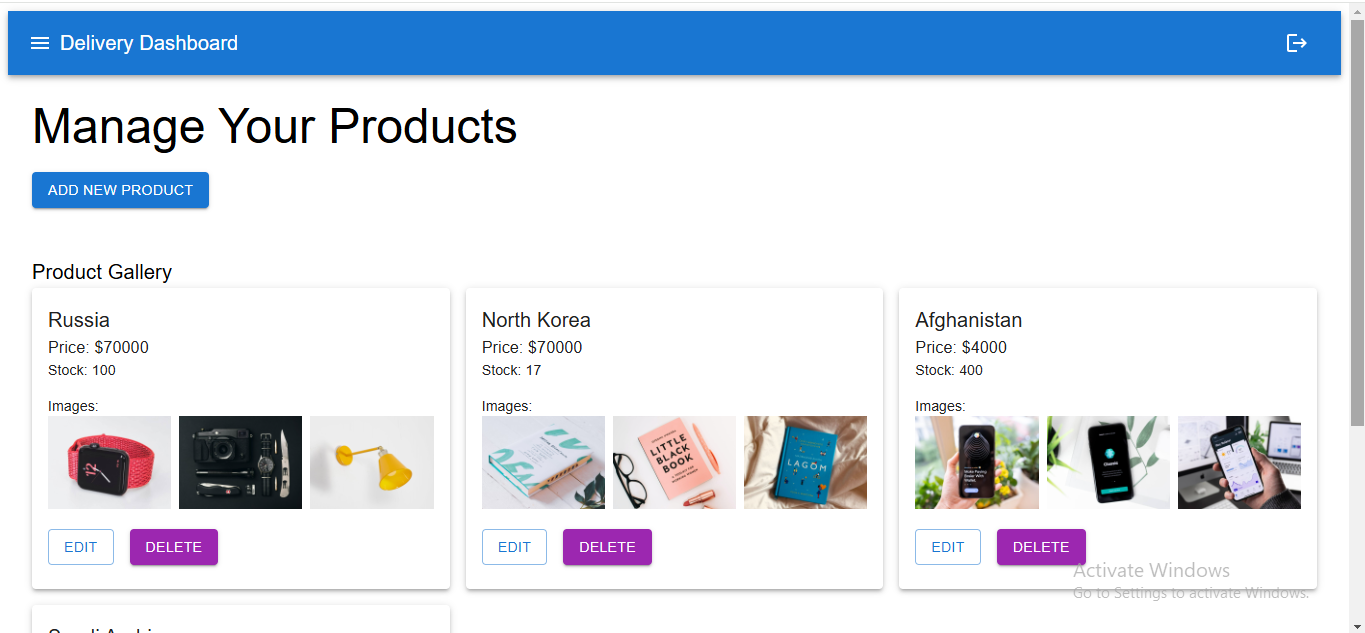 Delivery Dashboard
Manage Your Products
ADD NEW PRODUCT
Product Gallery
Russia
Price: $70000
Stock: 100
Images:
EDIT
DELETE
North Korea
Price: $70000
Stock: 17
Images:
LITTLE
BLACK
BOOK
LAGOM
EDIT
DELETE
Afghanistan
Price: $4000
Stock: 400
Images:
EDIT
DELETE
Activate Windows
Go to Settings to activate Windows.